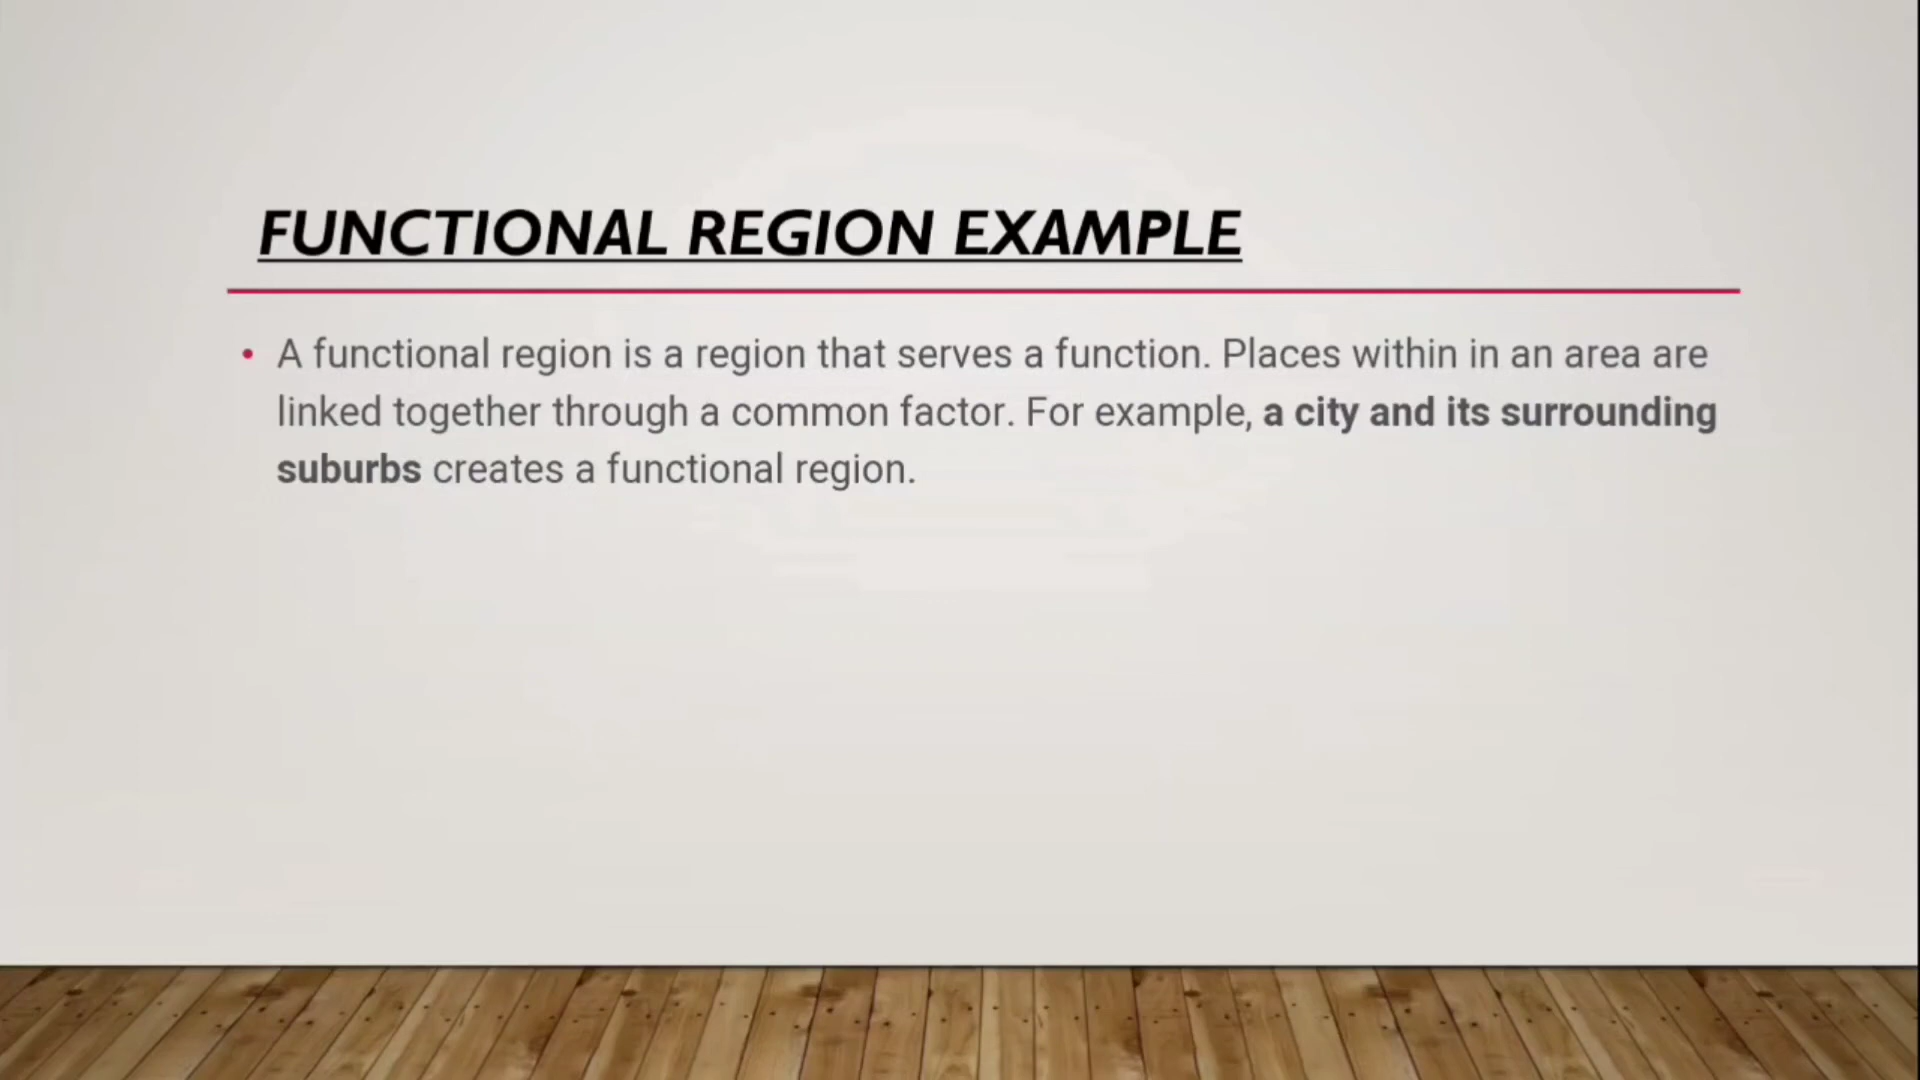 FUNCTIONAL REGION EXAMPLE
• A functional region is a region that serves a function. Places within in an area are
linked together through a common factor. For example, a city and its surrounding
suburbs creates a functional region.